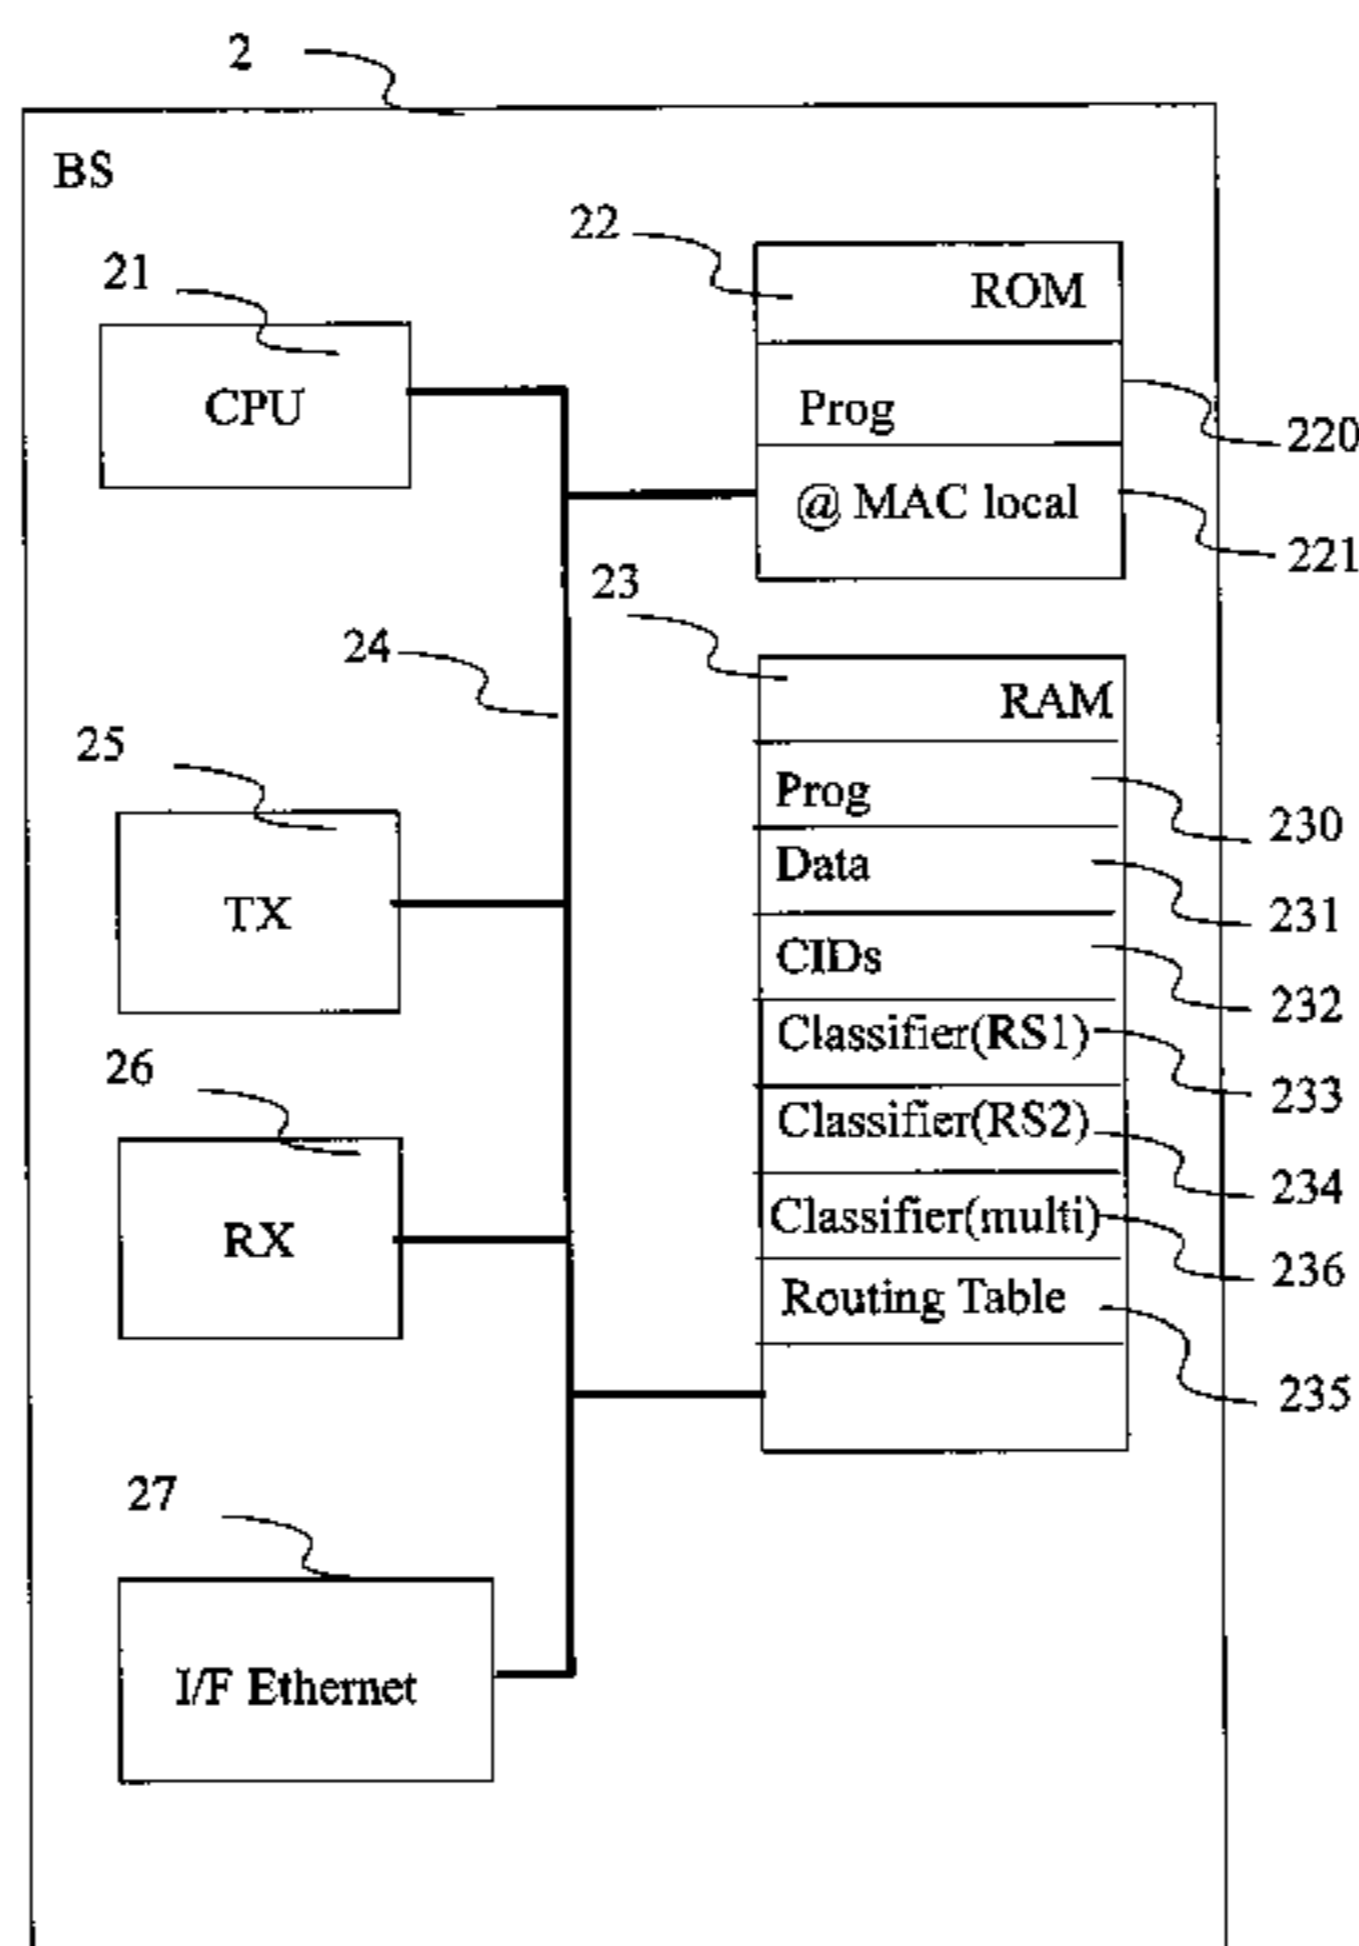 2
BS
22
21
ROM
CPU
Prog
220
@ MAC local
221
23
24
RAM
25
Prog
230
Data
231
TX
CIDs
232
Classifier(RS1)
26
233
Classifier(RS2)
234
RX
Classifier(multi)
236
Routing Table
235
27
I/F Ethernet